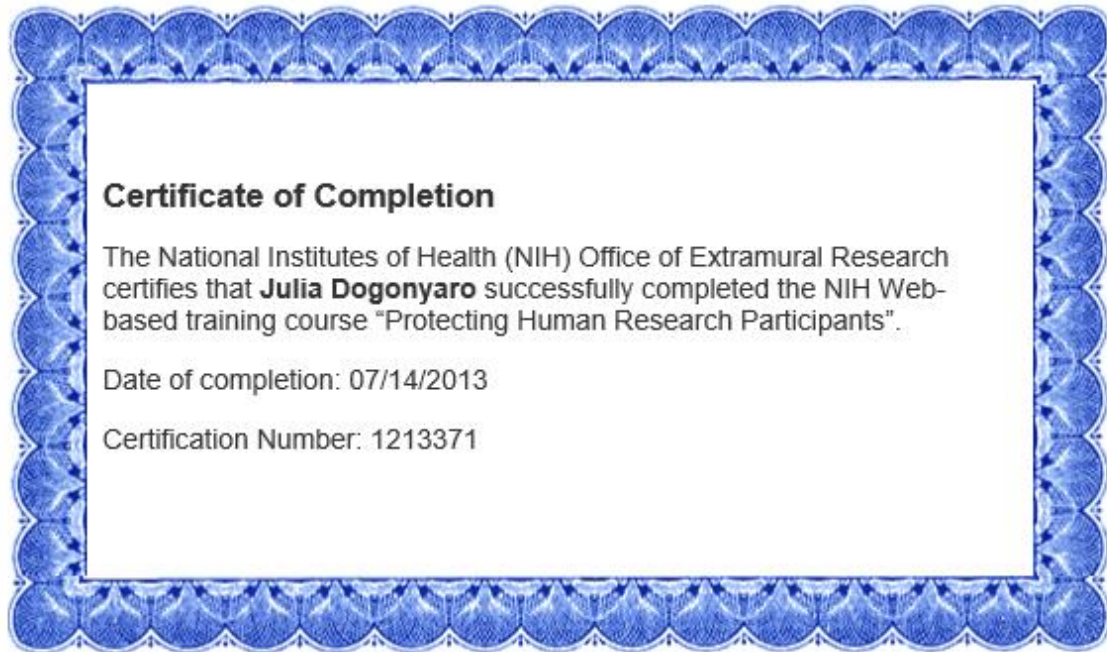 Certificate of Completion
The National Institutes of Health (NIH) Office of Extramural Research
certifies that Julia Dogonyaro successfully completed the NIH Web-
based training course “Protecting Human Research Participants”.
Date of completion: 07/14/2013
Certification Number: 1213371